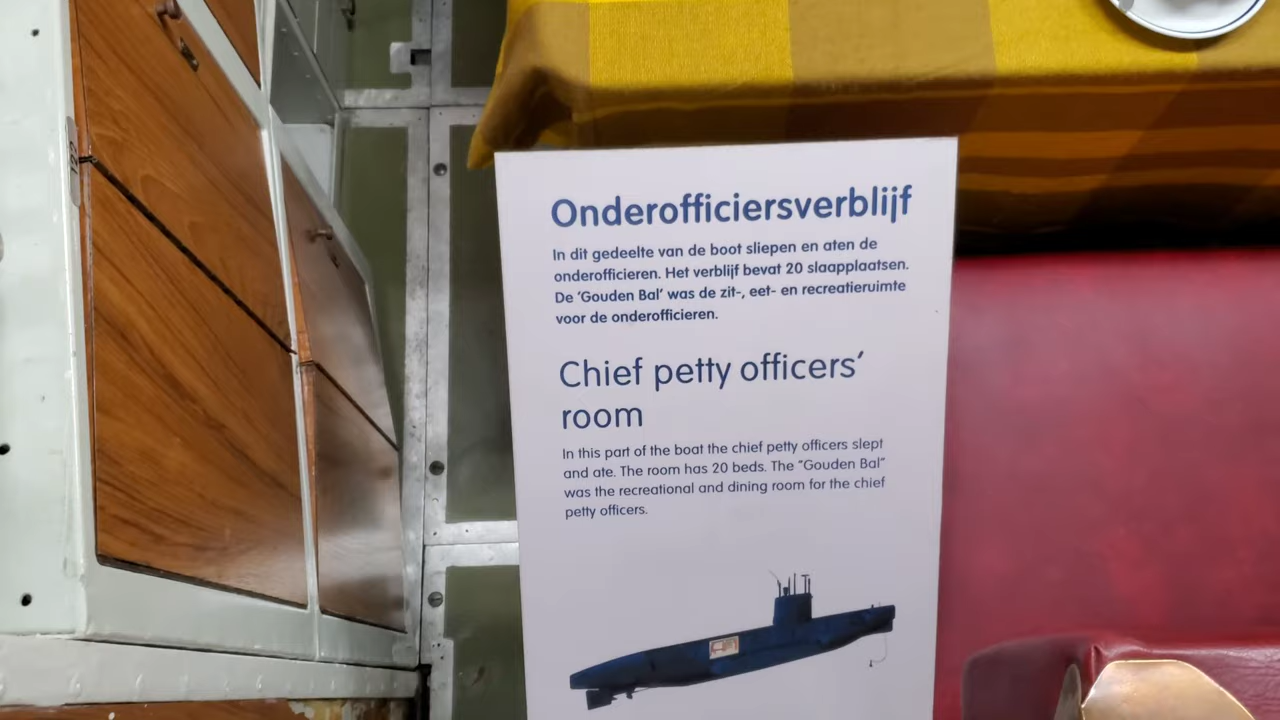 Onderofficiersverblijf
In dit gedeelte van de boot sliepen en aten de
onderofficieren. Het verblijf bevat 20 slaapplaatsen.
De ‘Gouden Bal’ was de zit-, eet- en recreatieruimte
voor de onderofficieren.
Chief petty officers’
room
In this part of the boat the chief petty officers slept
and ate. The room has 20 beds. The “Gouden Bal”
was the recreational and dining room for the chief
petty officers.